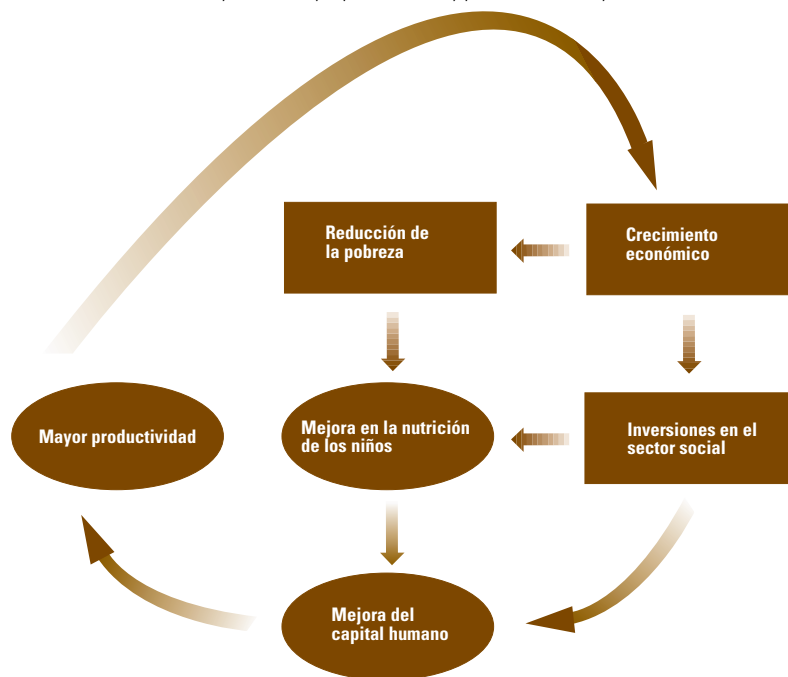 Reducción de
la pobreza
Crecimiento
económico
Mayor productividad
Mejora en la nutrición
de los niños
Inversiones en el
sector social
Mejora del
capital humano